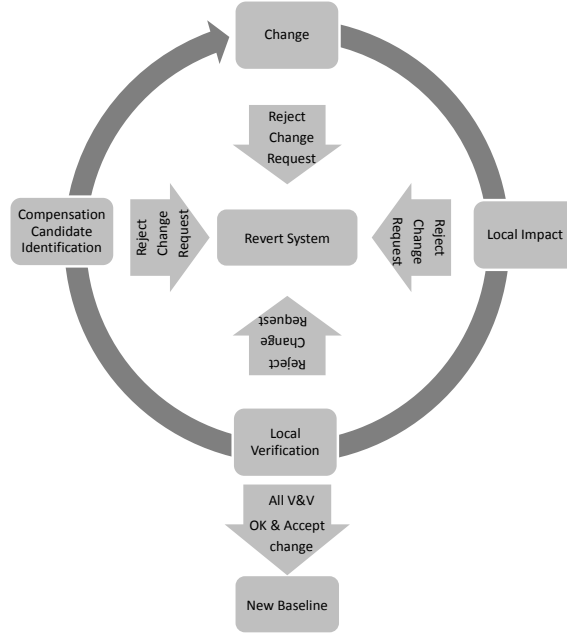 Change
Reject
Change
Request
Compensation
Candidate
Identification
Reject
Change
Request
Revert System
Reject
Change
Request
Local Impact
Reject
Change
Request
Local
Verification
All V&V
OK & Accept
change
New Baseline